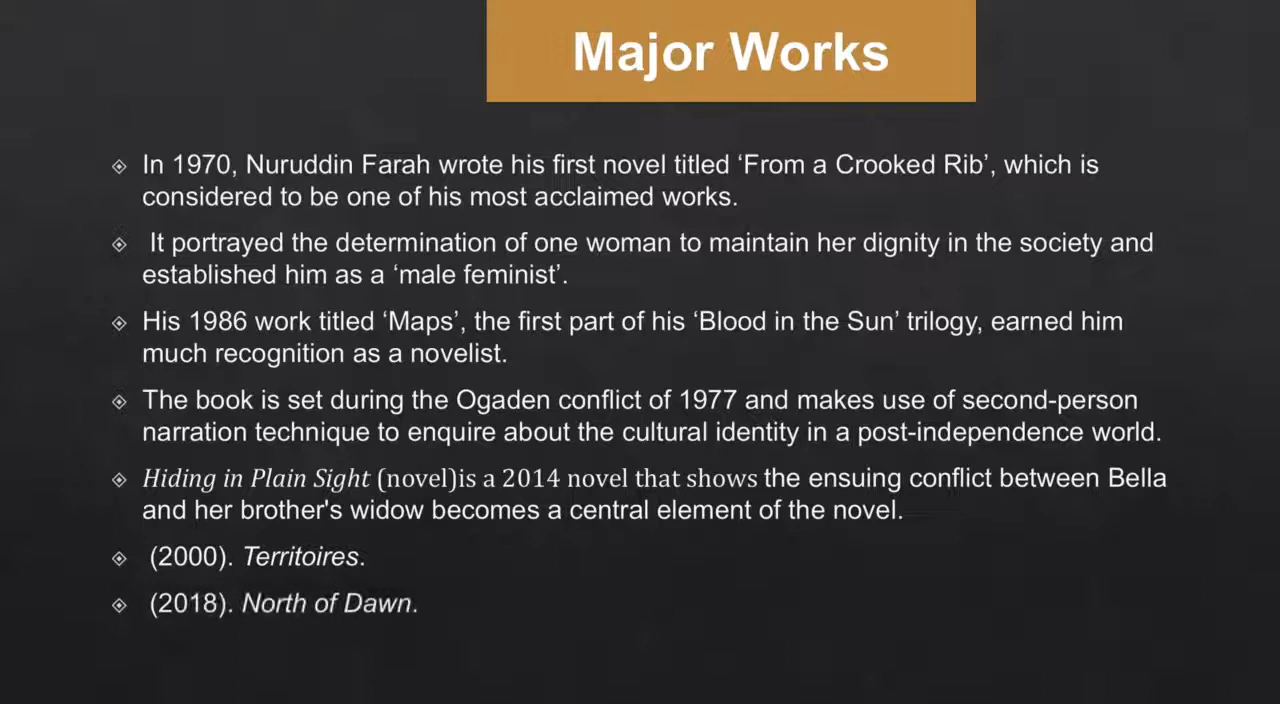 Major Works
In 1970, Nuruddin Farah wrote his first novel titled ‘From a Crooked Rib’, which is
considered to be one of his most acclaimed works.
It portrayed the determination of one woman to maintain her dignity in the society and
established him as a ‘male feminist’.
His 1986 work titled ‘Maps’, the first part of his ‘Blood in the Sun’ trilogy, earned him
much recognition as a novelist.
The book is set during the Ogaden conflict of 1977 and makes use of second-person
narration technique to enquire about the cultural identity in a post-independence world.
Hiding in Plain Sight (novel)is a 2014 novel that shows the ensuing conflict between Bella
and her brother's widow becomes a central element of the novel.
(2000). Territoires.
(2018). North of Dawn.